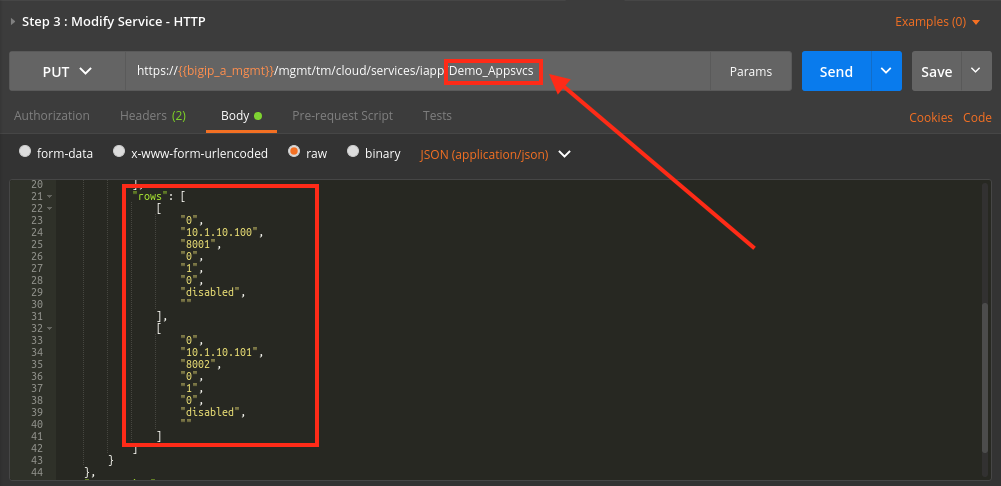 Step 3 : Modify Service - HTTP
Examples (0)
PUT
https://{{bigip_a_mgmt}}/mgmt/tm/cloud/services/iapp
Demo_Appsvcs
Params
Send
Save
Authorization
Headers (2)
Body
Pre-request Script
Tests
Cookies
Code
form-data
x-www-form-urlencoded
raw
binary
JSON (application/json)
20 ],
21 "rows": [
22 [
23 "0",
24 "10.1.10.100",
25 "8001",
26 "0",
27 "1",
28 "0",
29 "disabled",
30 ""
31 ],
32 [
33 "0",
34 "10.1.10.101",
35 "8002",
36 "0",
37 "1",
38 "0",
39 "disabled",
40 ""
41 ]
42 ]
43 }
44 },